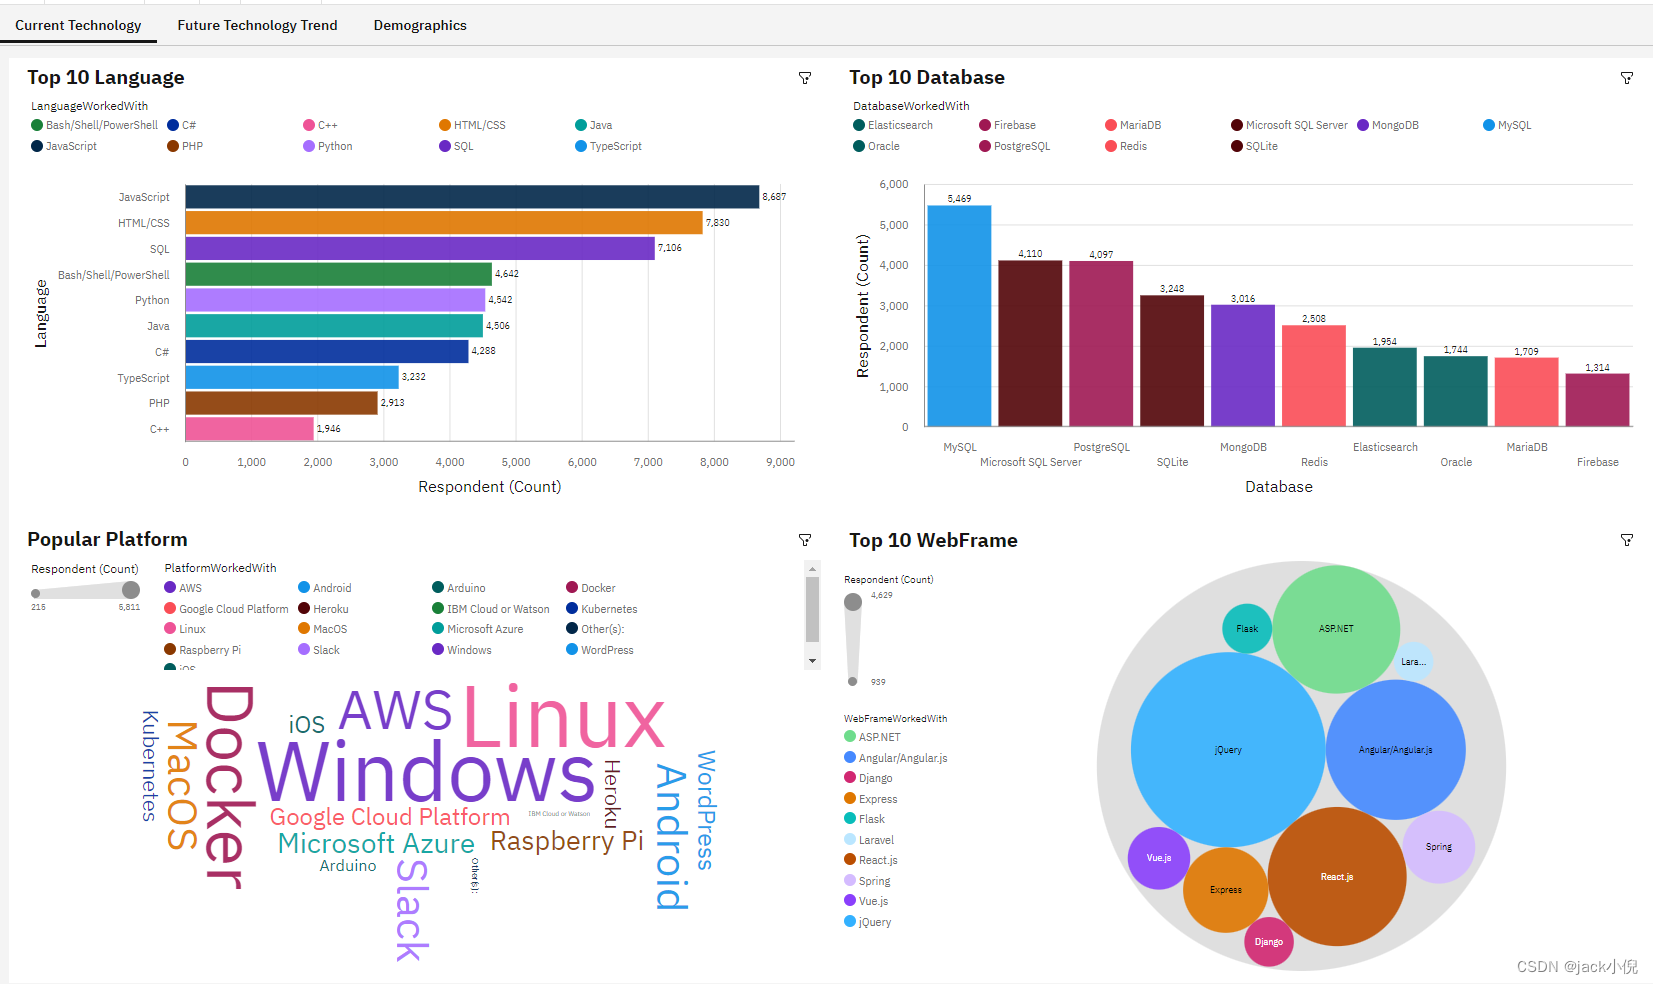 Current Technology
Future Technology Trend
Demographics
Top 10 Language
LanguageWorkedWith
Bash/Shell/PowerShell
C#
C++
HTML/CSS
Java
JavaScript
PHP
Python
SQL
TypeScript
Language
JavaScript
8,687
HTML/CSS
7,830
SQL
7,106
Bash/Shell/PowerShell
4,642
Python
4,542
Java
4,506
C#
4,288
TypeScript
3,232
PHP
2,913
C++
1,946
0
1,000
2,000
3,000
4,000
5,000
6,000
7,000
8,000
9,000
Respondent (Count)
Top 10 Database
DatabaseWorkedWith
Elasticsearch
Firebase
MariaDB
Microsoft SQL Server
MongoDB
MySQL
Oracle
PostgreSQL
Redis
SQLite
Respondent (Count)
6,000
5,000
4,000
3,000
2,000
1,000
0
5,469
4,110
4,097
3,248
3,016
2,508
1,954
1,744
1,709
1,314
MySQL
Microsoft SQL Server
PostgreSQL
SQLite
MongoDB
Redis
Elasticsearch
Oracle
MariaDB
Firebase
Database
Popular Platform
Respondent (Count)
216
5,811
PlatformWorkedWith
AWS
Android
Arduino
Docker
Google Cloud Platform
Heroku
IBM Cloud or Watson
Kubernetes
Linux
MacOS
Microsoft Azure
Other(s):
Raspberry Pi
Slack
Windows
WordPress
iOS
Kubernetes
MacOS
Docker
iOS
AWS
Linux
Windows
Heroku
Android
WordPress
Google Cloud Platform
IBM Cloud or Watson
Microsoft Azure
Raspberry Pi
Arduino
Slack
Other(s):
Top 10 WebFrame
Respondent (Count)
4,629
939
WebFrameWorkedWith
ASP.NET
Angular/Angular.js
Django
Express
Flask
Laravel
React.js
Spring
Vue.js
jQuery
Flask
ASP.NET
Lara...
jQuery
Angular/Angular.js
Spring
Vue.js
React.js
Express
Django
CSDN @jack小倪